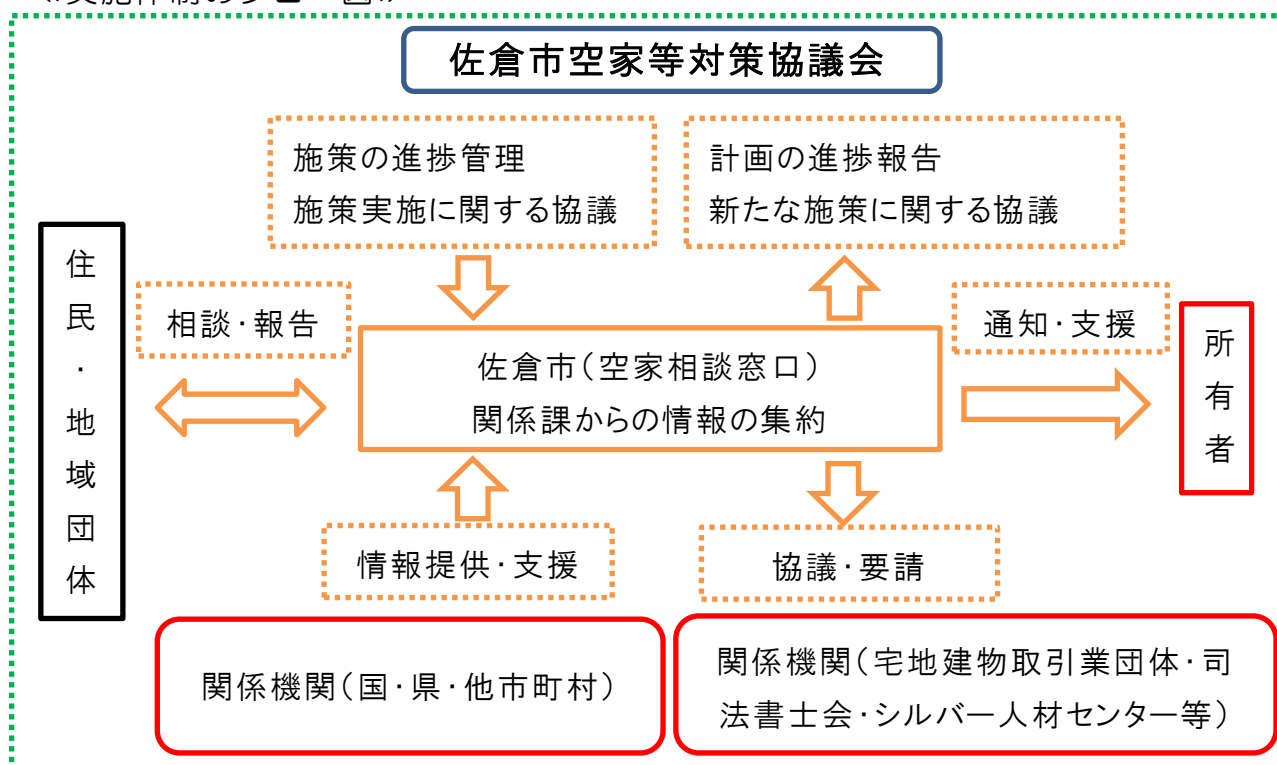 佐倉市空家等対策協議会
施策の進捗管理
施策実施に関する協議
計画の進捗報告
新たな施策に関する協議
住民・地域団体
相談・報告
佐倉市(空家相談窓口)
関係課からの情報の集約
通知・支援
所有者
情報提供・支援
協議・要請
関係機関(国・県・他市町村)
関係機関(宅地建物取引業団体・司
法書士会・シルバー人材センター等)